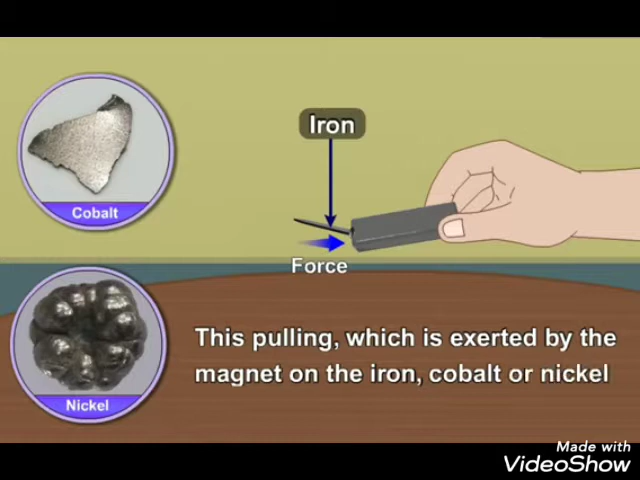 Iron
Cobalt
Force
This pulling, which is exerted by the
magnet on the iron, cobalt or nickel
Nickel
Made with
VideoShow